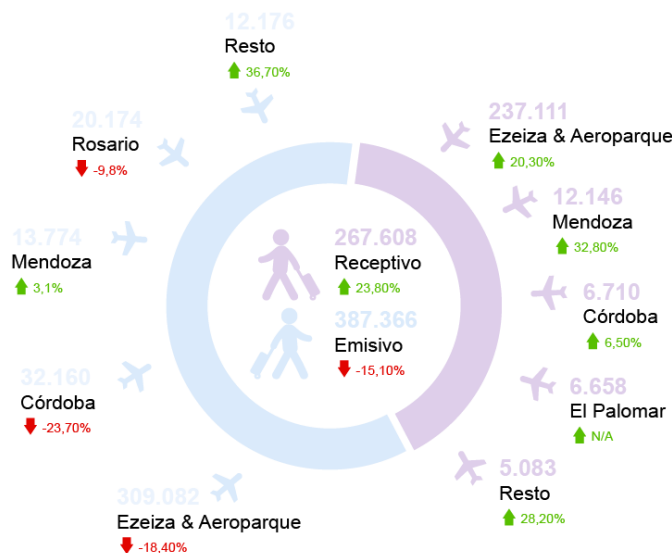 12.176
Resto
36,70%
20.174
Rosario
-9,8%
13.774
Mendoza
3,1%
32.160
Córdoba
-23,70%
309.082
Ezeiza & Aeroparque
-18,40%
267.608
Receptivo
23,80%
387.366
Emisivo
-15,10%
237.111
Ezeiza & Aeroparque
20,30%
12.146
Mendoza
32,80%
6.710
Córdoba
6,50%
6.658
El Palomar
N/A
5.083
Resto
28,20%